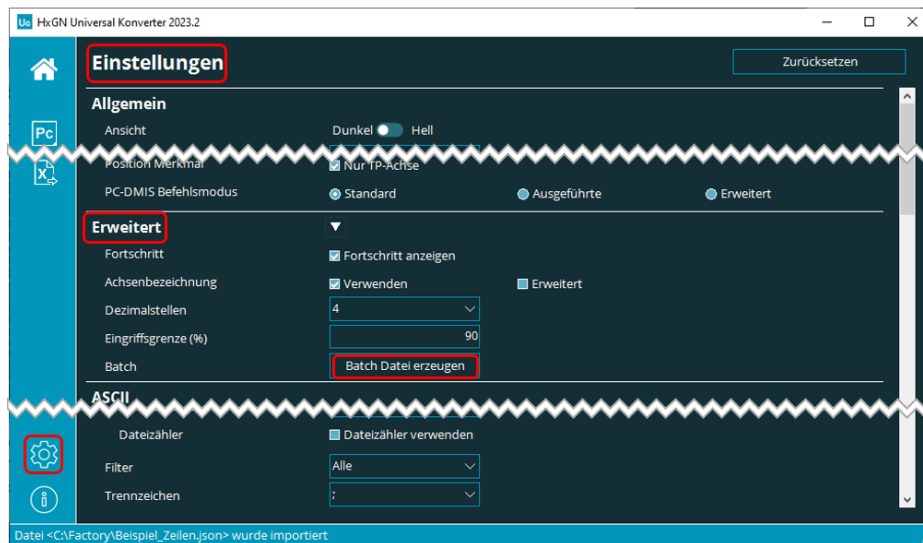 Uc HxGN Universal Konverter 2023.2
Einstellungen
Zurücksetzen
Allgemein
Ansicht Dunkel Hell
Pc
Position Merkmal Nur TP-Achse
X
PC-DMIS Befehlsmodus Standard Ausgeführte Erweitert
Erweitert
Fortschritt Fortschritt anzeigen
Achsenbezeichnung Verwenden Erweitert
Dezimalstellen 4
Eingriffsgrenze (%) 90
Batch Batch Datei erzeugen
ASCII
Dateizähler Dateizähler verwenden
Filter Alle
Trennzeichen ;
Datei <C:\Factory\Beispiel_Zeilen.json> wurde importiert